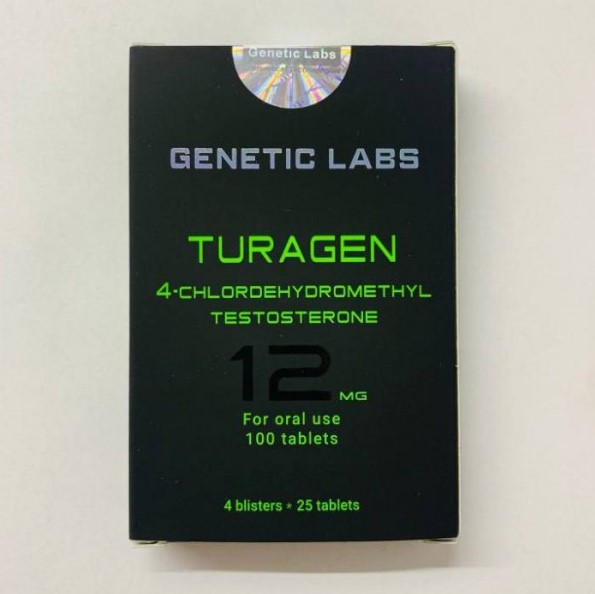 Genetic Labs
GENETIC LABS
TURAGEN
4-CHLORDEHYDROMETHYL
TESTOSTERONE
12 MG
For oral use
100 tablets
4 blisters * 25 tablets